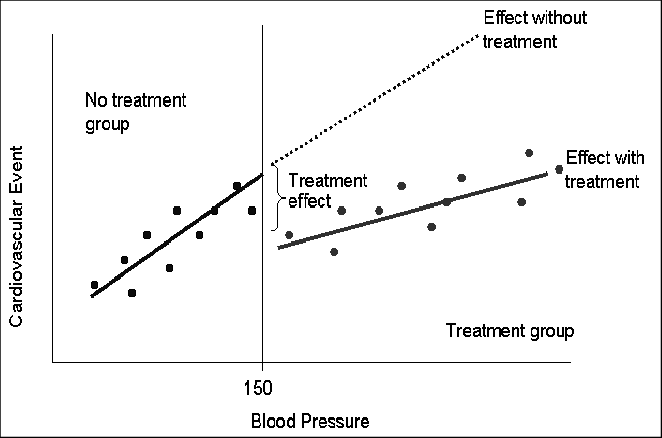 Effect without
treatment
No treatment
group
Cardiovascular Event
Treatment
effect
Effect with
treatment
Treatment group
150
Blood Pressure